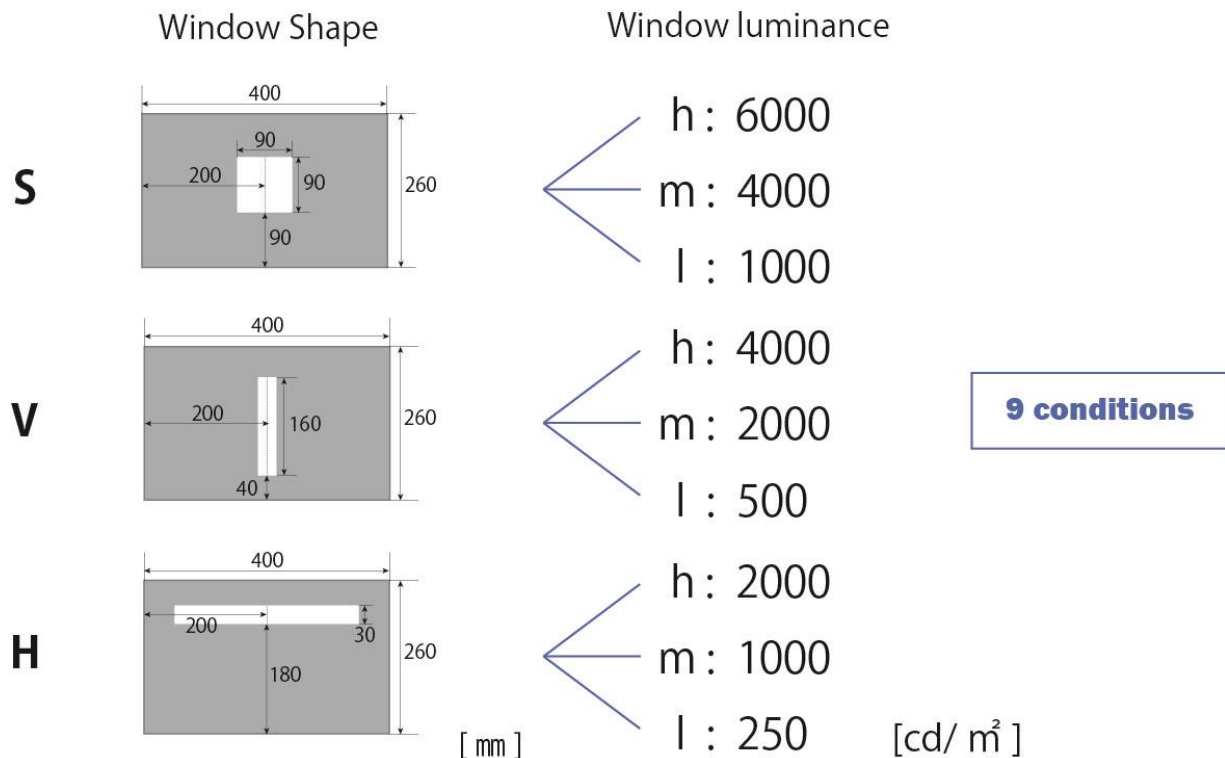 Window Shape
Window luminance
S
400
90
200
90
260
90
h : 6000
m : 4000
l : 1000
V
400
200
160
260
40
h : 4000
m : 2000
l : 500
9 conditions
H
400
200
30
260
180
h : 2000
m : 1000
l : 250
[ mm ]
[cd/ m² ]